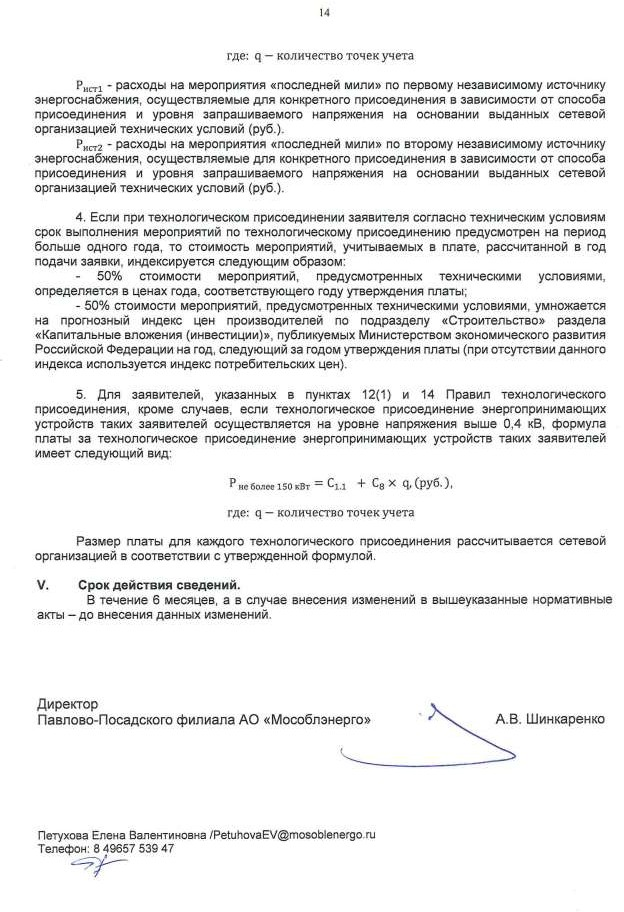 14
где: q — количество точек учета
Рист1 - расходы на мероприятия «последней мили» по первому независимому источнику
энергоснабжения, осуществляемые для конкретного присоединения в зависимости от способа
присоединения и уровня запрашиваемого напряжения на основании выданных сетевой
организацией технических условий (руб.).
Рист2 - расходы на мероприятия «последней мили» по второму независимому источнику
энергоснабжения, осуществляемые для конкретного присоединения в зависимости от способа
присоединения и уровня запрашиваемого напряжения на основании выданных сетевой
организацией технических условий (руб.).
4. Если при технологическом присоединении заявителя согласно техническим условиям
срок выполнения мероприятий по технологическому присоединению предусмотрен на период
больше одного года, то стоимость мероприятий, учитываемых в плате, рассчитанной в год
подачи заявки, индексируется следующим образом:
- 50% стоимости мероприятий, предусмотренных техническими условиями,
определяется в ценах года, соответствующего году утверждения платы;
- 50% стоимости мероприятий, предусмотренных техническими условиями, умножается
на прогнозный индекс цен производителей по подразделу «Строительство» раздела
«Капитальные вложения (инвестиции)», публикуемых Министерством экономического развития
Российской Федерации на год, следующий за годом утверждения платы (при отсутствии данного
индекса используется индекс потребительских цен).
5. Для заявителей, указанных в пунктах 12(1) и 14 Правил технологического
присоединения, кроме случаев, если технологическое присоединение энергопринимающих
устройств таких заявителей осуществляется на уровне напряжения выше 0,4 кВ, формула
платы за технологическое присоединение энергопринимающих устройств таких заявителей
имеет следующий вид:
Р не более 150 кВт = С1.1 + С8 × q, (руб.),
где: q — количество точек учета
Размер платы для каждого технологического присоединения рассчитывается сетевой
организацией в соответствии с утвержденной формулой.
V. Срок действия сведений.
В течение 6 месяцев, а в случае внесения изменений в вышеуказанные нормативные
акты – до внесения данных изменений.
Директор
Павлово-Посадского филиала АО «Мособлэнерго» А.В. Шинкаренко
Петухова Елена Валентиновна /PetuhovaEV@mosoblenergo.ru
Телефон: 8 49657 539 47